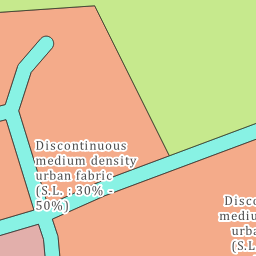 Discontinuous
medium density
urban fabric
(S.L. : 30% -
50%)
Disco
mediu
urba
(S.L